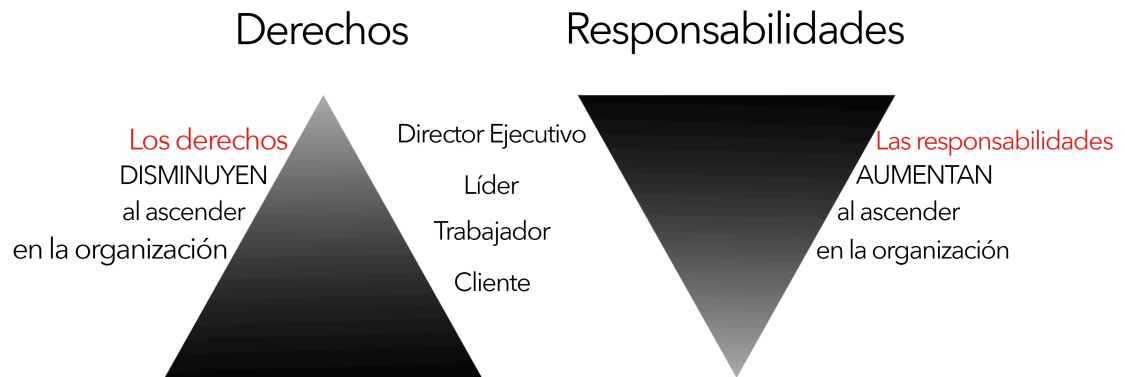 Derechos
Responsabilidades
Los derechos
DISMINUYEN
al ascender
en la organización
Director Ejecutivo
Líder
Trabajador
Cliente
Las responsabilidades
AUMENTAN
al ascender
en la organización